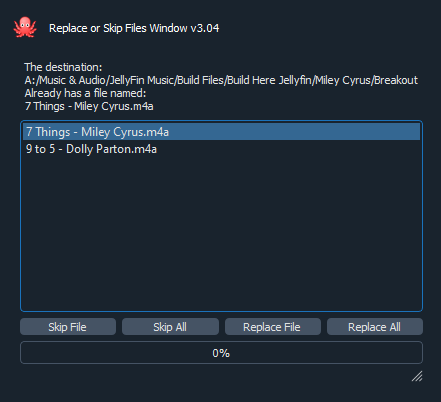 Replace or Skip Files Window v3.04
The destination:
A:/Music & Audio/JellyFin Music/Build Files/Build Here Jellyfin/Miley Cyrus/Breakout
Already has a file named:
7 Things - Miley Cyrus.m4a
7 Things - Miley Cyrus.m4a
9 to 5 - Dolly Parton.m4a
Skip File
Skip All
Replace File
Replace All
0%